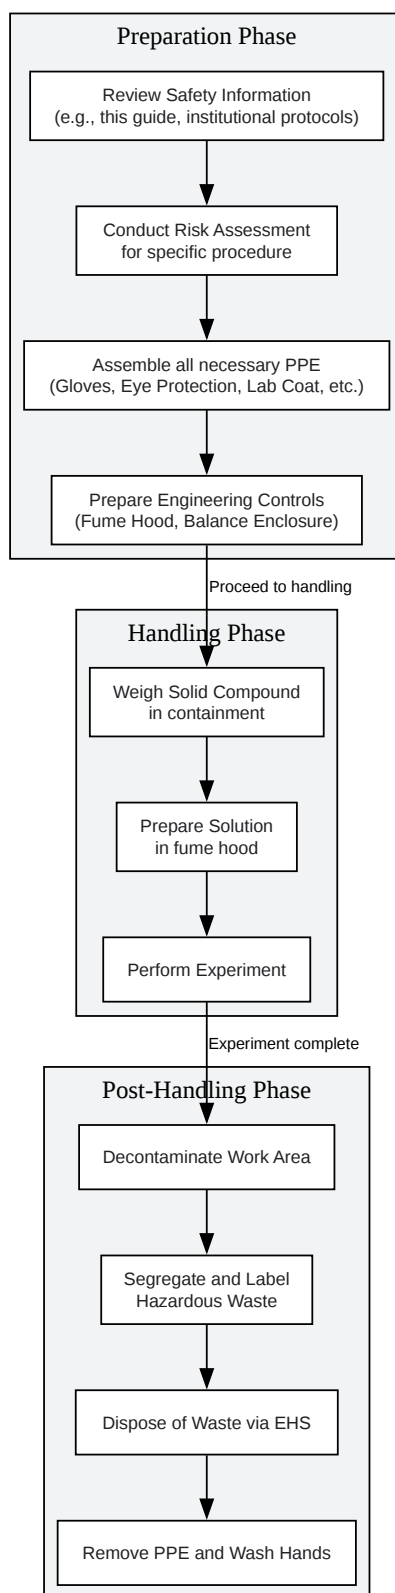 Preparation Phase
Review Safety Information
(e.g., this guide, institutional protocols)
Conduct Risk Assessment
for specific procedure
Assemble all necessary PPE
(Gloves, Eye Protection, Lab Coat, etc.)
Prepare Engineering Controls
(Fume Hood, Balance Enclosure)
Proceed to handling
Handling Phase
Weigh Solid Compound
in containment
Prepare Solution
in fume hood
Perform Experiment
Experiment complete
Post-Handling Phase
Decontaminate Work Area
Segregate and Label
Hazardous Waste
Dispose of Waste via EHS
Remove PPE and Wash Hands